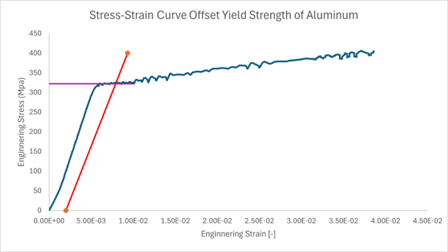 Stress-Strain Curve Offset Yield Strength of Aluminum
450
400
350
300
250
200
150
100
50
0
Enginnering Stress (Mpa)
0.00E+00 5.00E-03 1.00E-02 1.50E-02 2.00E-02 2.50E-02 3.00E-02 3.50E-02 4.00E-02 4.50E-02
Enginnering Strain [-]